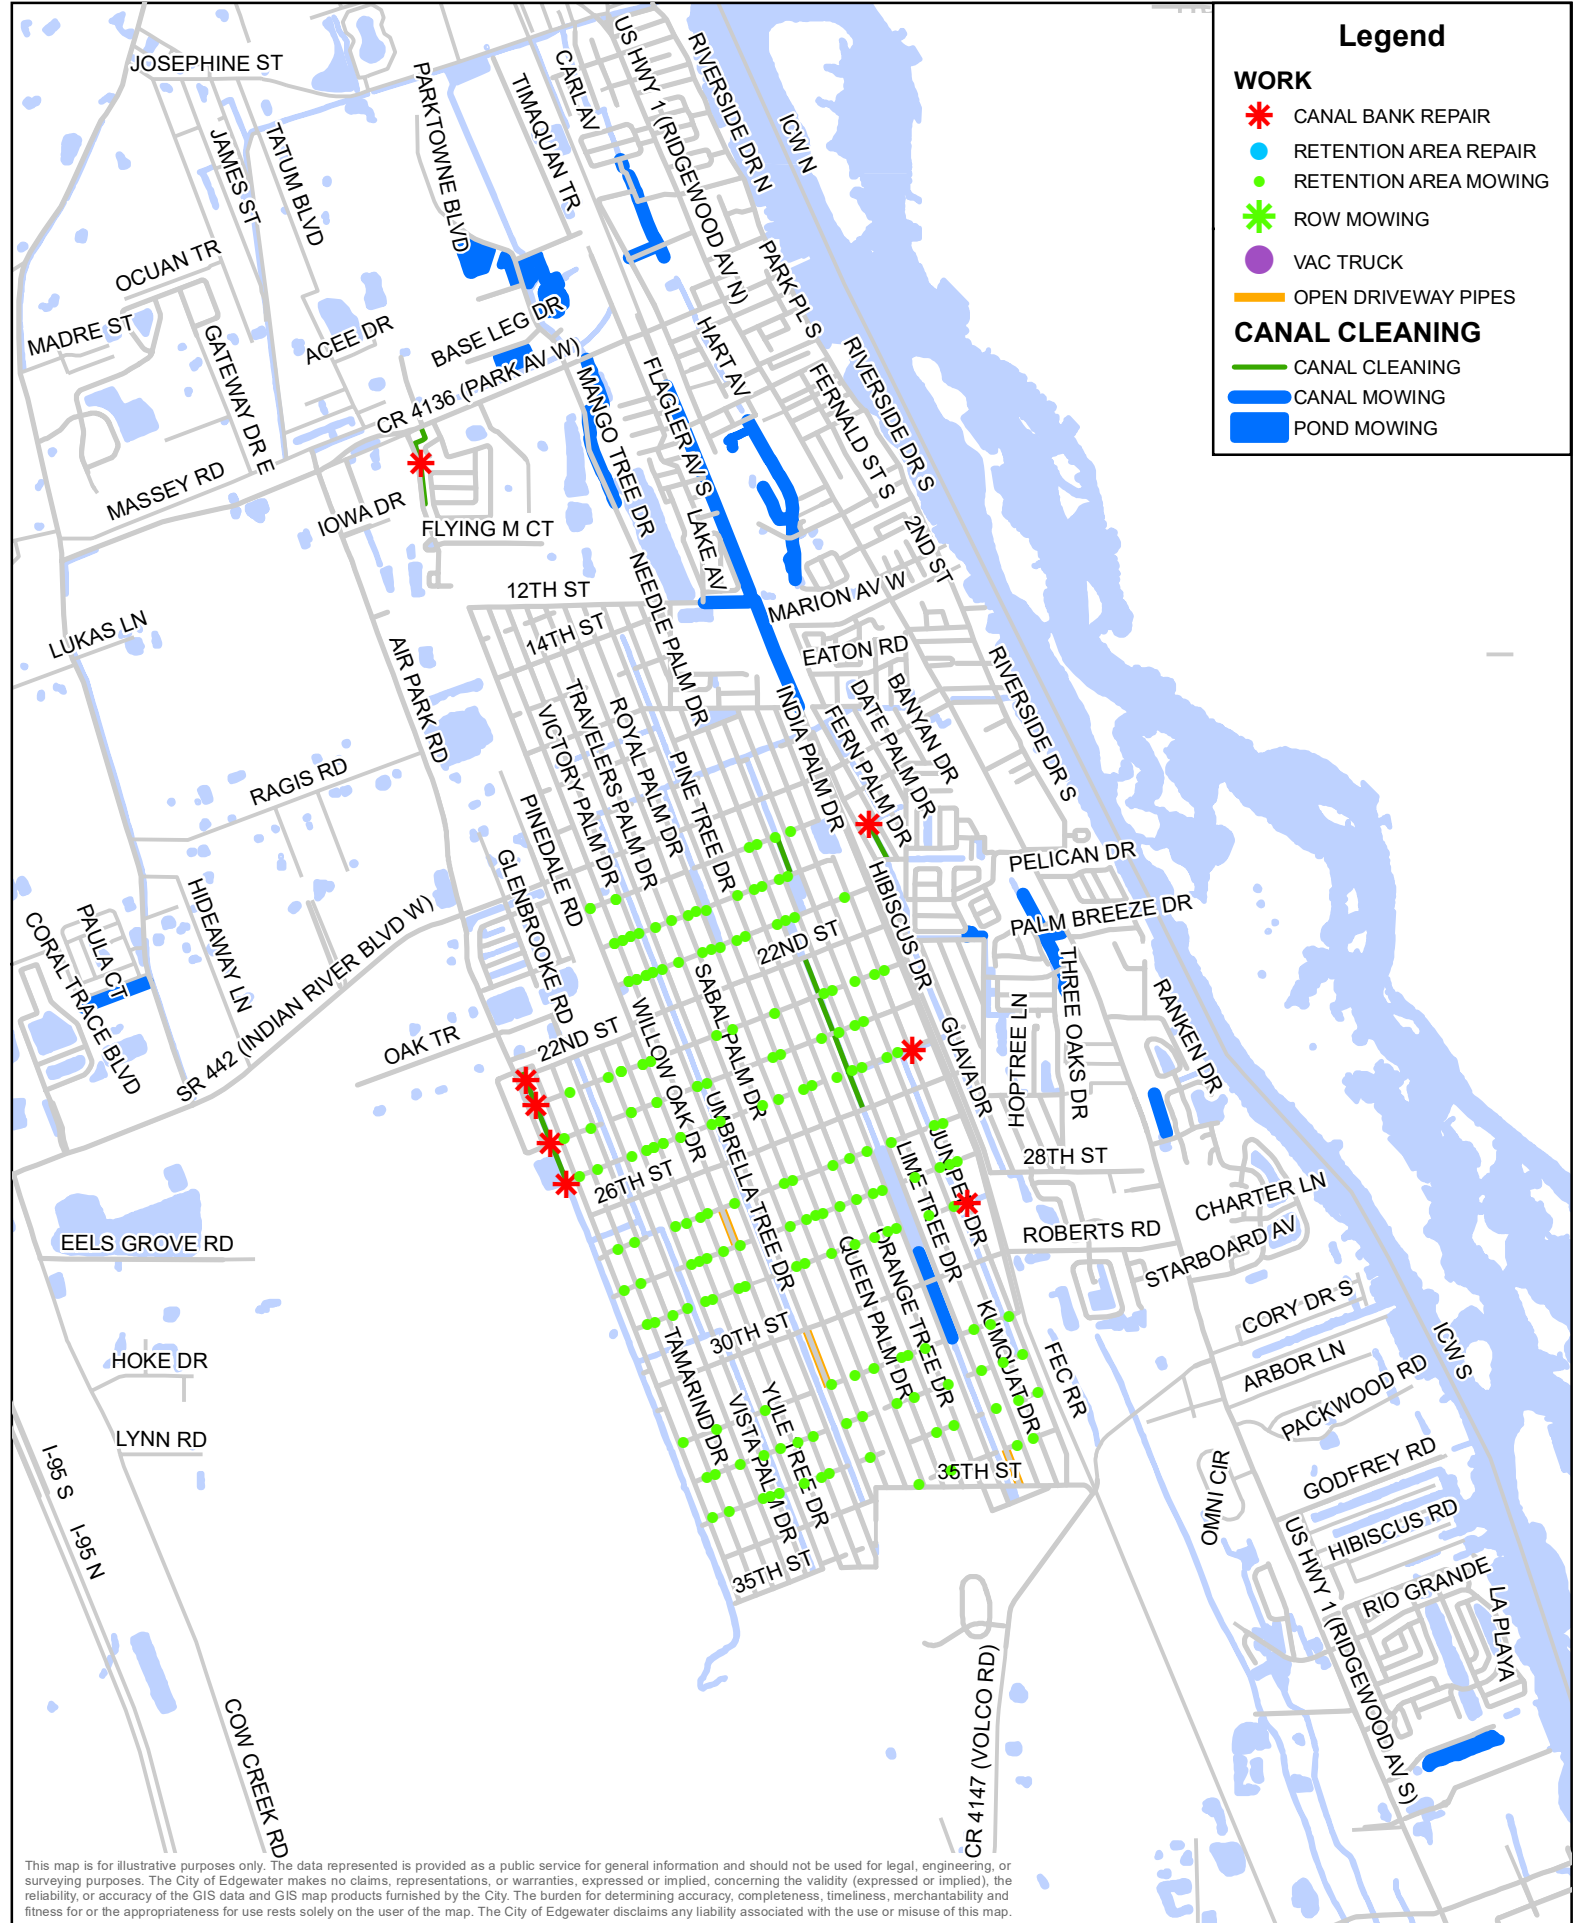 Legend
WORK
CANAL BANK REPAIR
RETENTION AREA REPAIR
RETENTION AREA MOWING
ROW MOWING
VAC TRUCK
OPEN DRIVEWAY PIPES
CANAL CLEANING
CANAL CLEANING
CANAL MOWING
POND MOWING
JOSEPHINE ST
PARKTOWNE BLVD
TIMAQUAN TR
CARL AV
US HWY 1 (RIDGEWOOD AV N)
RIVERSIDE DR N
ICW N
JAMES ST
TATUM BLVD
OCUAN TR
MADRE ST
GATEWAY DR E
ACEE DR
BASE LEG DR
CR 4136 (PARK AV W)
MASSEY RD
IOWA DR
FLYING M CT
MANGO TREE DR
FLAGLER AV S
HART AV
PARK PL S
FERNALD ST S
RIVERSIDE DR S
2ND ST
LAKE AV
12TH ST
14TH ST
NEEDLE PALM DR
MARION AV W
EATON RD
LUKAS LN
AIR PARK RD
RAGIS RD
VICTORY PALM DR
TRAVELERS PALM DR
ROYAL PALM DR
PINE TREE DR
INDIA PALM DR
FERN PALM DR
DATE PALM DR
BANYAN DR
RIVERSIDE DR S
PINEDALE RD
GLENBROOKE RD
HIBISCUS DR
PELICAN DR
PALM BREEZE DR
HIDEAWAY LN
PAULA CT
CORAL TRACE BLVD
SR 442 (INDIAN RIVER BLVD W)
OAK TR
22ND ST
22ND ST
WILLOW OAK DR
SABAL PALM DR
UMBRELLA TREE DR
26TH ST
GUAVA DR
HOPTREE LN
THREE OAKS DR
RANKEN DR
28TH ST
JUNIPER DR
LIME TREE DR
ORANGE TREE DR
QUEEN PALM DR
ROBERTS RD
CHARTER LN
STARBOARD AV
CORY DR S
ARBOR LN
PACKWOOD RD
ICW S
EELS GROVE RD
HOKE DR
LYNN RD
30TH ST
TAMARIND DR
VISTA PALM DR
YULE TREE DR
KUMQUAT DR
FEC RR
35TH ST
35TH ST
I-95 S
I-95 N
COW CREEK RD
CR 4147 (VOLCO RD)
OMNI CIR
GODFREY RD
HIBISCUS RD
RIO GRANDE
LA PLAYA
US HWY 1 (RIDGEWOOD AV S)
This map is for illustrative purposes only. The data represented is provided as a public service for general information and should not be used for legal, engineering, or
surveying purposes. The City of Edgewater makes no claims, representations, or warranties, expressed or implied, concerning the validity (expressed or implied), the
reliability, or accuracy of the GIS data and GIS map products furnished by the City. The burden for determining accuracy, completeness, timeliness, merchantability and
fitness for or the appropriateness for use rests solely on the user of the map. The City of Edgewater disclaims any liability associated with the use or misuse of this map.